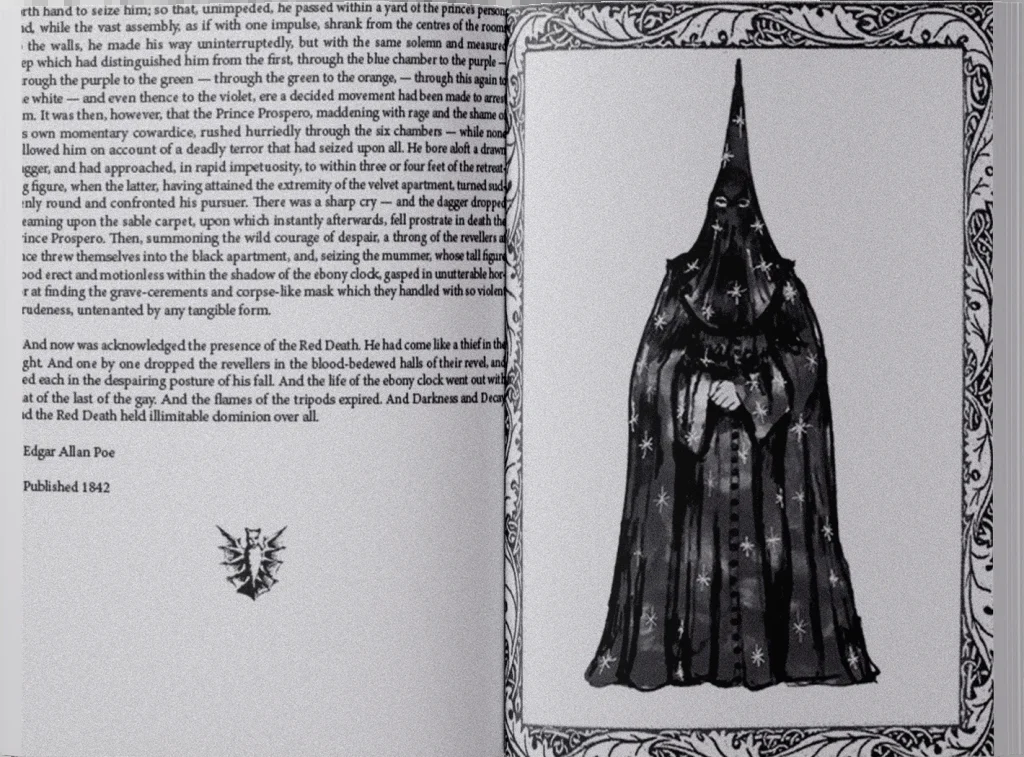 rth hand to seize him; so that, unimpeded, he passed within a yard of the prince's person
d, while the vast assembly, as if with one impulse, shrank from the centres of the rooms
the walls, he made his way uninterruptedly, but with the same solemn and measured
ep which had distinguished him from the first, through the blue chamber to the purple —
rough the purple to the green — through the green to the orange, — through this again to
e white — and even thence to the violet, ere a decided movement had been made to arrest
m. It was then, however, that the Prince Prospero, maddening with rage and the shame of
s own momentary cowardice, rushed hurriedly through the six chambers — while none
llowed him on account of a deadly terror that had seized upon all. He bore aloft a drawn
gger, and had approached, in rapid impetuosity, to within three or four feet of the retreat-
g figure, when the latter, having attained the extremity of the velvet apartment, turned sud-
nly round and confronted his pursuer. There was a sharp cry — and the dagger dropped
eaming upon the sable carpet, upon which instantly afterwards, fell prostrate in death the
ince Prospero. Then, summoning the wild courage of despair, a throng of the revellers at
ce threw themselves into the black apartment, and, seizing the mummer, whose tall figure
ood erect and motionless within the shadow of the ebony clock, gasped in unutterable hor-
r at finding the grave-cerements and corpse-like mask which they handled with so violent
rudeness, untenanted by any tangible form.
And now was acknowledged the presence of the Red Death. He had come like a thief in the
ght. And one by one dropped the revellers in the blood-bedewed halls of their revel, and
ed each in the despairing posture of his fall. And the life of the ebony clock went out with
at of the last of the gay. And the flames of the tripods expired. And Darkness and Decay
d the Red Death held illimitable dominion over all.
Edgar Allan Poe
Published 1842